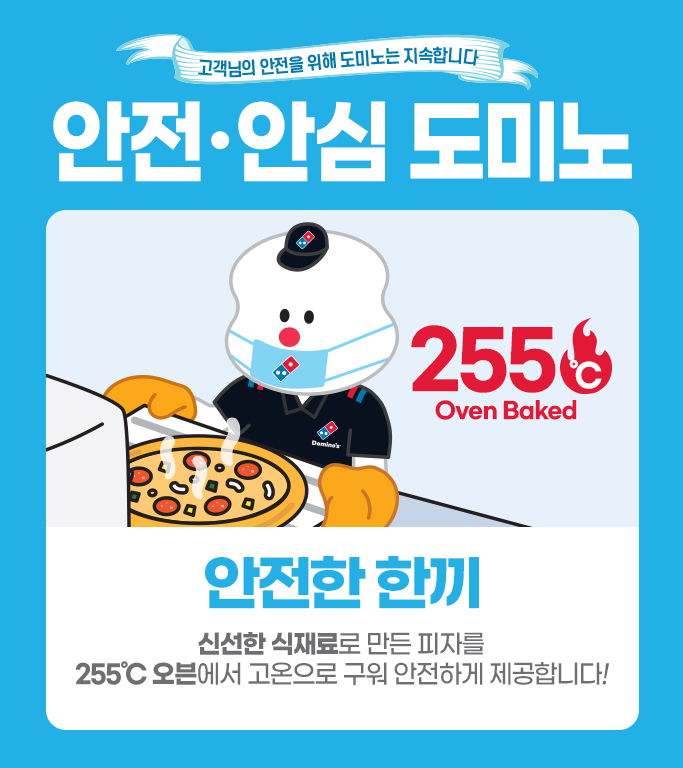 고객님의 안전을 위해 도미노는 지속합니다
안전·안심 도미노
255℃
Oven Baked
Domino's
안전한 한끼
신선한 식재료로 만든 피자를
255℃ 오븐에서 고온으로 구워 안전하게 제공합니다!